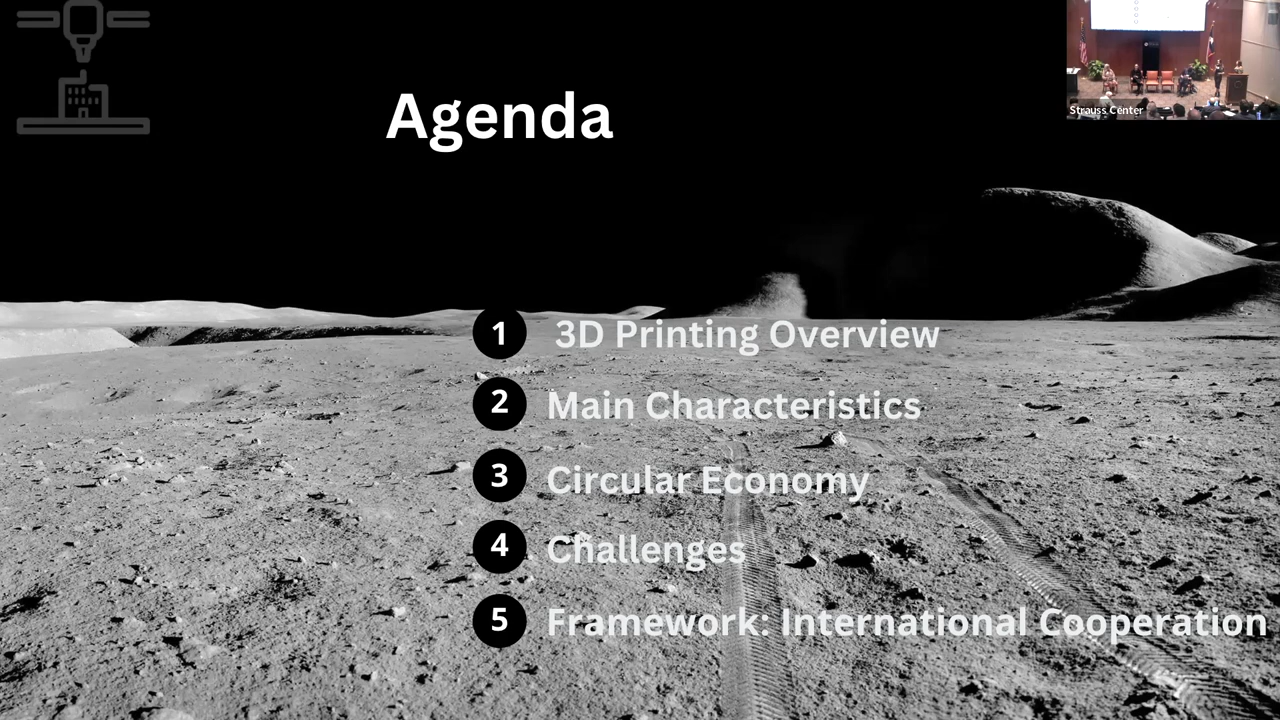 Agenda
Strauss Center
1 3D Printing Overview
2 Main Characteristics
3 Circular Economy
4 Challenges
5 Framework: International Cooperation